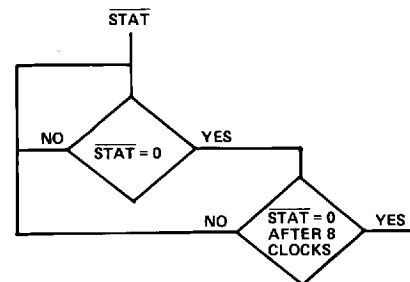 STAT
NO
YES
STAT = 0
NO
STAT = 0
AFTER 8
CLOCKS
YES